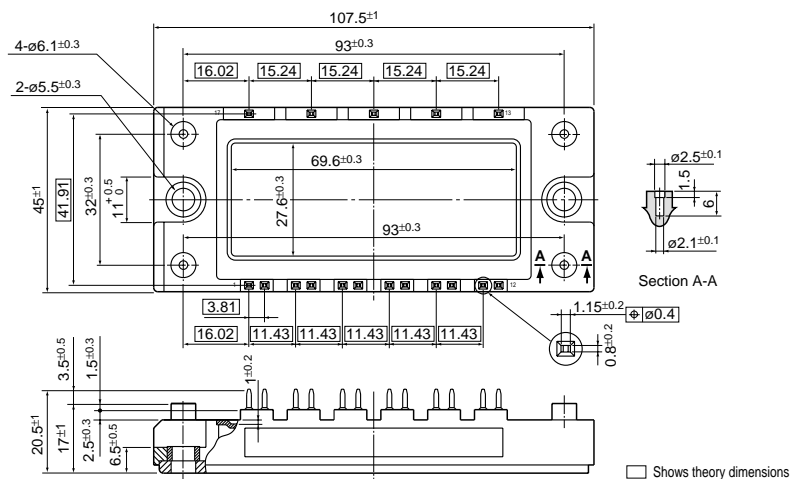 107.5±1
4-ø6.1±0.3
93±0.3
16.02 15.24 15.24 15.24 15.24
2-ø5.5±0.3
17 13
69.6±0.3
45±1
41.91
32±0.3
11 +0.5 0
27.6±0.3
93±0.3
A A
1 12
3.81
16.02 11.43 11.43 11.43 11.43
ø2.5±0.1
1.5
6
ø2.1±0.1
Section A-A
1.15±0.2
⌖ ø0.4
0.8±0.2
3.5±0.5
1.5±0.3
1±0.2
20.5±1
17±1
2.5±0.3
6.5±0.5
Shows theory dimensions